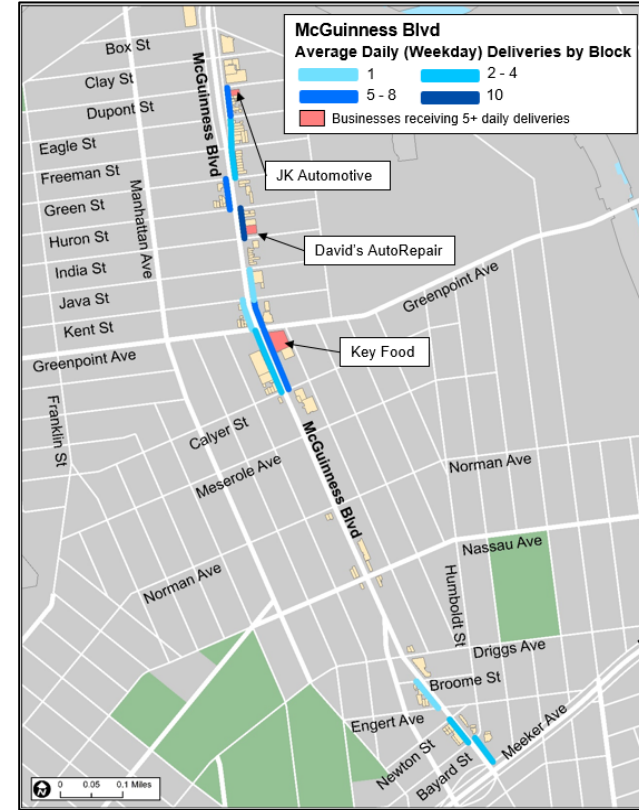 McGuinness Blvd
Average Daily (Weekday) Deliveries by Block
1
2 - 4
5 - 8
10
Businesses receiving 5+ daily deliveries
Box St
McGuinness Blvd
Clay St
Dupont St
JK Automotive
Eagle St
Freeman St
Manhattan Ave
Green St
Huron St
David's AutoRepair
India St
Java St
Greenpoint Ave
Kent St
Key Food
Greenpoint Ave
Franklin St
Calyer St
McGuinness Blvd
Meserole Ave
Norman Ave
Nassau Ave
Norman Ave
Humboldt St
Driggs Ave
Broome St
Engert Ave
Meeker Ave
Newton St
Bayard St
0 0.05 0.1 Miles